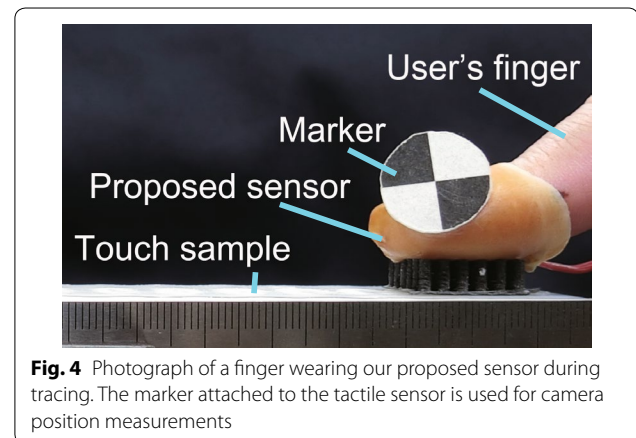 User's finger
Marker
Proposed sensor
Touch sample
Fig. 4 Photograph of a finger wearing our proposed sensor during
tracing. The marker attached to the tactile sensor is used for camera
position measurements